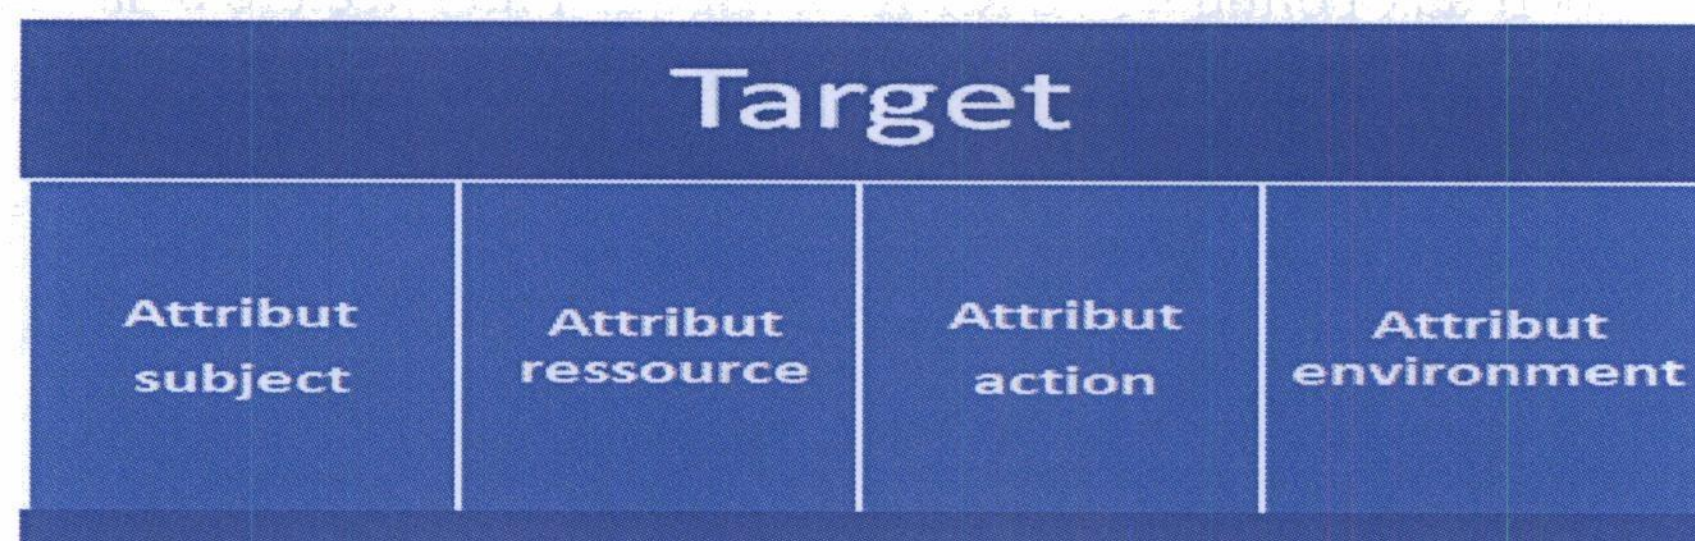 Target
Attribut
subject
Attribut
ressource
Attribut
action
Attribut
environment